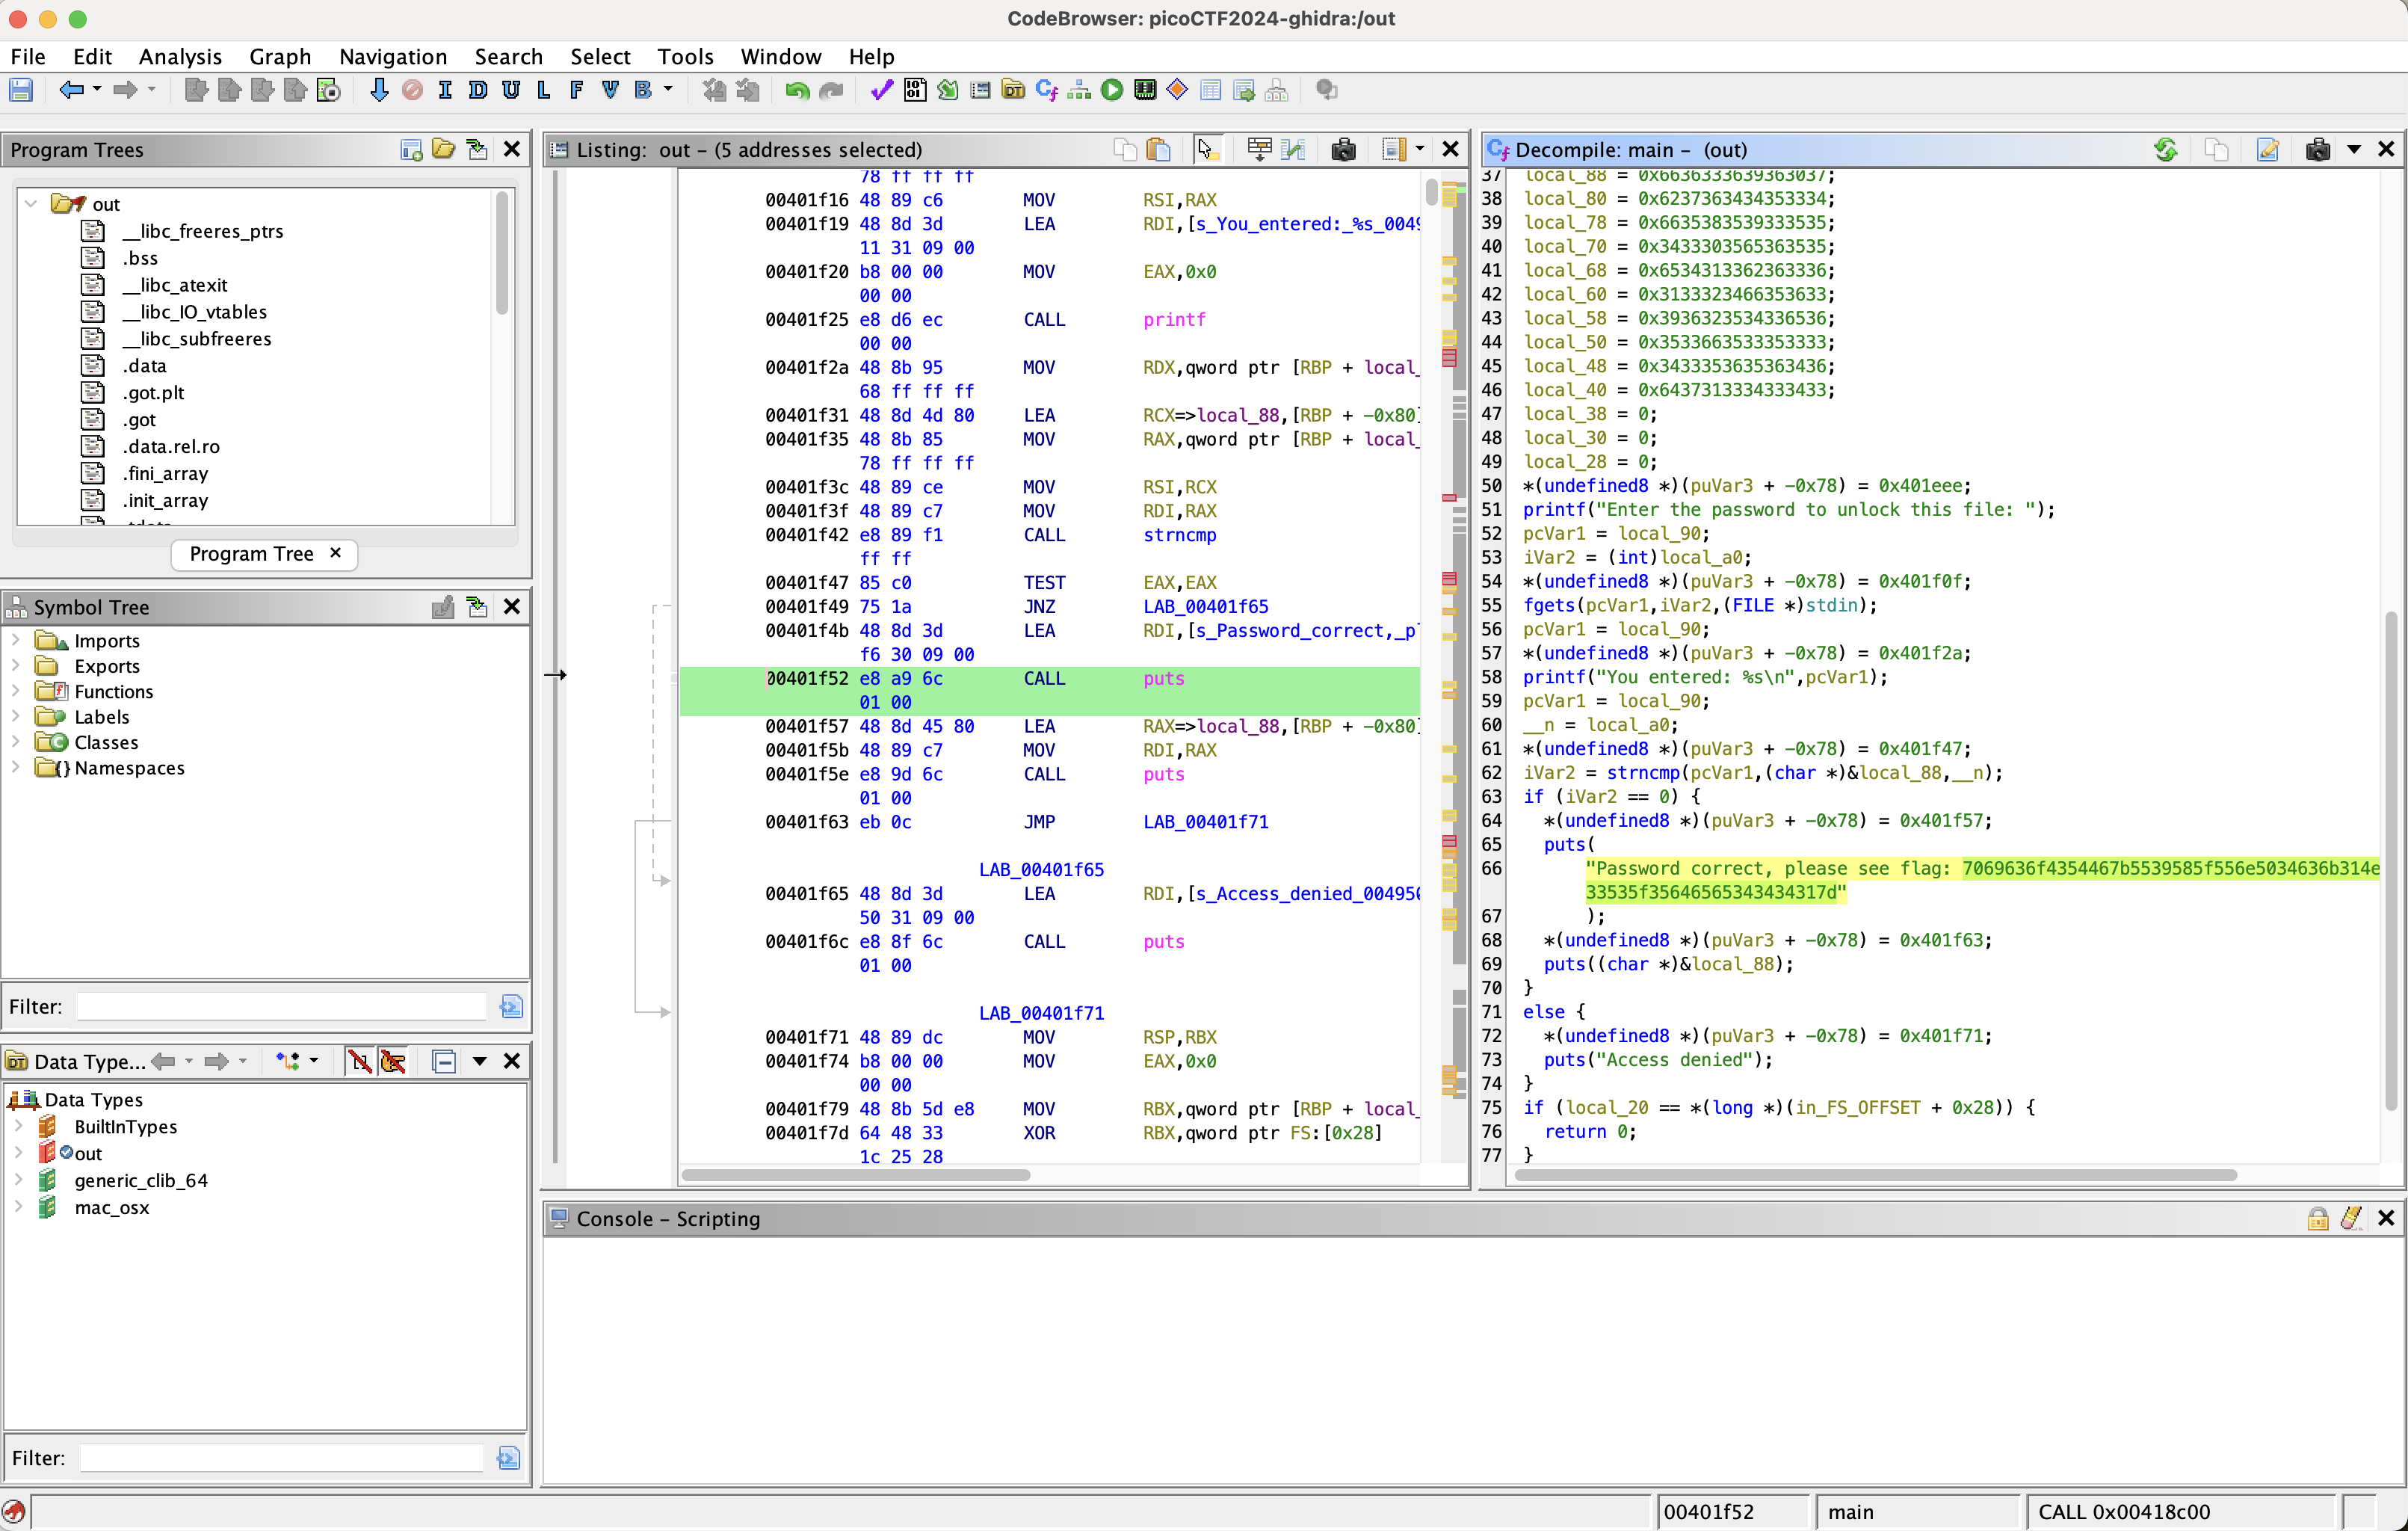 CodeBrowser: picoCTF2024-ghidra:/out
File Edit Analysis Graph Navigation Search Select Tools Window Help
I D U L F V B
Program Trees
out
__libc_freeres_ptrs
.bss
__libc_atexit
__libc_IO_vtables
__libc_subfreeres
.data
.got.plt
.got
.data.rel.ro
.fini_array
.init_array
Program Tree ×
Symbol Tree
Imports
Exports
Functions
Labels
Classes
Namespaces
Filter:
Data Type...
Data Types
BuiltInTypes
out
generic_clib_64
mac_osx
Filter:
Listing: out – (5 addresses selected)
78 ff ff ff
00401f16 48 89 c6 MOV RSI,RAX
00401f19 48 8d 3d LEA RDI,[s_You_entered:_%s_0049
11 31 09 00
00401f20 b8 00 00 MOV EAX,0x0
00 00
00401f25 e8 d6 ec CALL printf
00 00
00401f2a 48 8b 95 MOV RDX,qword ptr [RBP + local_
68 ff ff ff
00401f31 48 8d 4d 80 LEA RCX=>local_88,[RBP + -0x80]
00401f35 48 8b 85 MOV RAX,qword ptr [RBP + local_
78 ff ff ff
00401f3c 48 89 ce MOV RSI,RCX
00401f3f 48 89 c7 MOV RDI,RAX
00401f42 e8 89 f1 CALL strncmp
ff ff
00401f47 85 c0 TEST EAX,EAX
00401f49 75 1a JNZ LAB_00401f65
00401f4b 48 8d 3d LEA RDI,[s_Password_correct,_pl
f6 30 09 00
00401f52 e8 a9 6c CALL puts
01 00
00401f57 48 8d 45 80 LEA RAX=>local_88,[RBP + -0x80]
00401f5b 48 89 c7 MOV RDI,RAX
00401f5e e8 9d 6c CALL puts
01 00
00401f63 eb 0c JMP LAB_00401f71
LAB_00401f65
00401f65 48 8d 3d LEA RDI,[s_Access_denied_004950
50 31 09 00
00401f6c e8 8f 6c CALL puts
01 00
LAB_00401f71
00401f71 48 89 dc MOV RSP,RBX
00401f74 b8 00 00 MOV EAX,0x0
00 00
00401f79 48 8b 5d e8 MOV RBX,qword ptr [RBP + local_
00401f7d 64 48 33 XOR RBX,qword ptr FS:[0x28]
1c 25 28
Decompile: main – (out)
37 local_88 = 0x6636333639363037;
38 local_80 = 0x6237363434353334;
39 local_78 = 0x6635383539333535;
40 local_70 = 0x3433303565363535;
41 local_68 = 0x6534313362363336;
42 local_60 = 0x3133323466353633;
43 local_58 = 0x3936323534336536;
44 local_50 = 0x3533663533353333;
45 local_48 = 0x3433353635363436;
46 local_40 = 0x6437313334333433;
47 local_38 = 0;
48 local_30 = 0;
49 local_28 = 0;
50 *(undefined8 *)(puVar3 + -0x78) = 0x401eee;
51 printf("Enter the password to unlock this file: ");
52 pcVar1 = local_90;
53 iVar2 = (int)local_a0;
54 *(undefined8 *)(puVar3 + -0x78) = 0x401f0f;
55 fgets(pcVar1,iVar2,(FILE *)stdin);
56 pcVar1 = local_90;
57 *(undefined8 *)(puVar3 + -0x78) = 0x401f2a;
58 printf("You entered: %s\n",pcVar1);
59 pcVar1 = local_90;
60 __n = local_a0;
61 *(undefined8 *)(puVar3 + -0x78) = 0x401f47;
62 iVar2 = strncmp(pcVar1,(char *)&local_88,__n);
63 if (iVar2 == 0) {
64 *(undefined8 *)(puVar3 + -0x78) = 0x401f57;
65 puts(
66 "Password correct, please see flag: 7069636f4354467b5539585f556e5034636b314e
33535f35646565343434317d"
67 );
68 *(undefined8 *)(puVar3 + -0x78) = 0x401f63;
69 puts((char *)&local_88);
70 }
71 else {
72 *(undefined8 *)(puVar3 + -0x78) = 0x401f71;
73 puts("Access denied");
74 }
75 if (local_20 == *(long *)(in_FS_OFFSET + 0x28)) {
76 return 0;
77 }
Console – Scripting
00401f52 main CALL 0x00418c00